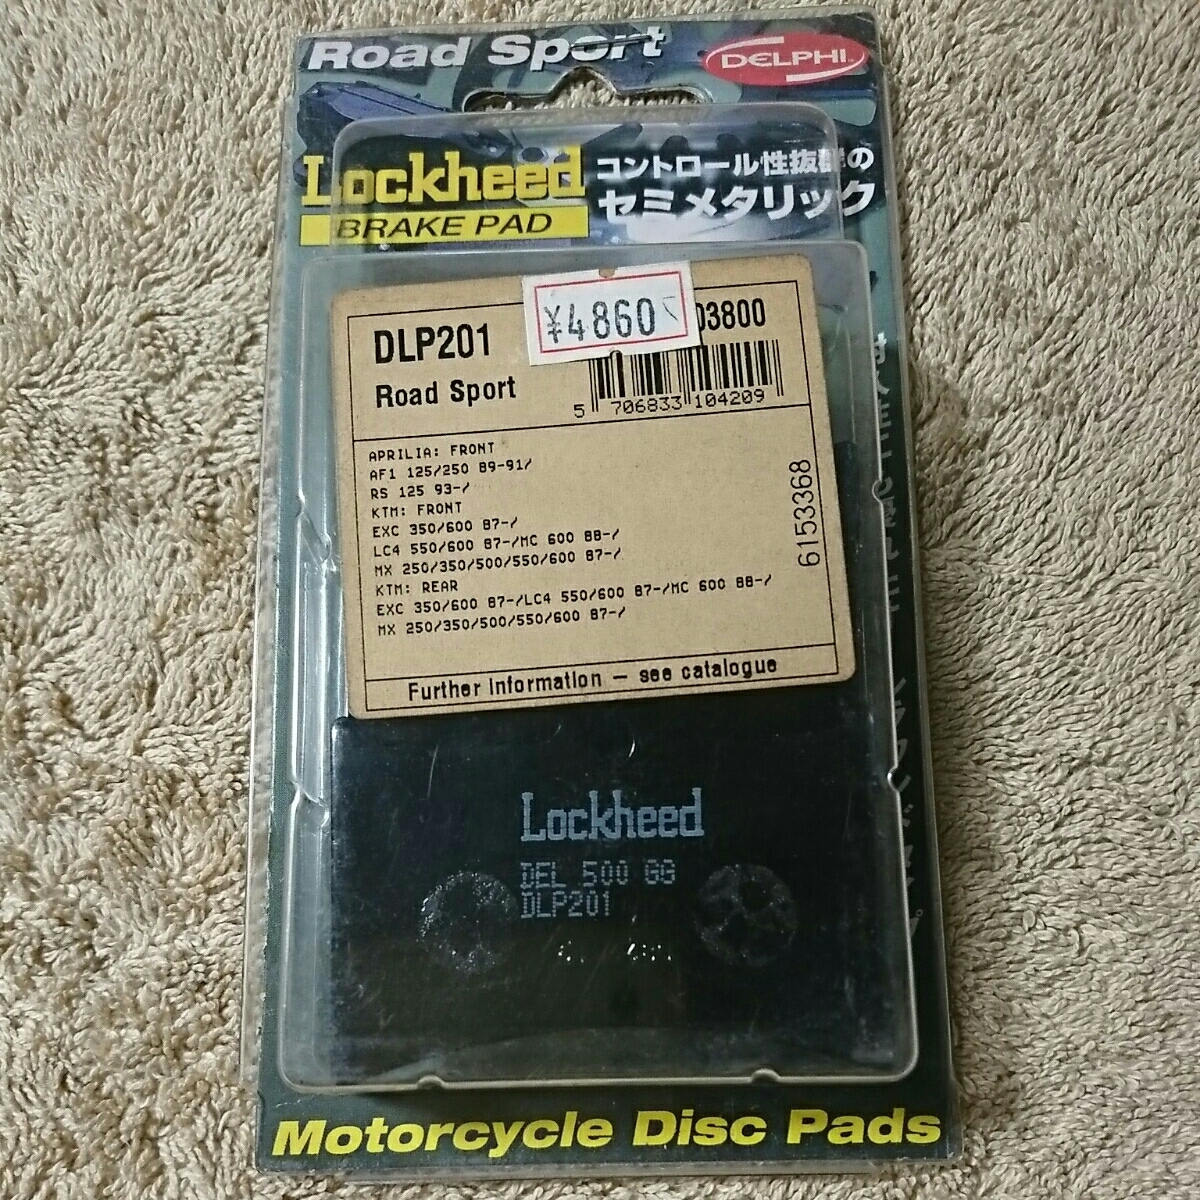 Road Sport
DELPHI
Lockheed
BRAKE PAD
コントロール性抜群の
セミメタリック
¥4860
DLP201
03800
Road Sport
5 706833 104209
APRILIA: FRONT
AF1 125/250 89-91/
RS 125 93-/
KTM: FRONT
EXC 350/600 87-/
LC4 550/600 87-/MC 600 88-/
MX 250/350/500/550/600 87-/
KTM: REAR
EXC 350/600 87-/LC4 550/600 87-/MC 600 88-/
MX 250/350/500/550/600 87-/
6153368
Further Information — see catalogue
Lockheed
DEL 500 GG
DLP201
Motorcycle Disc Pads